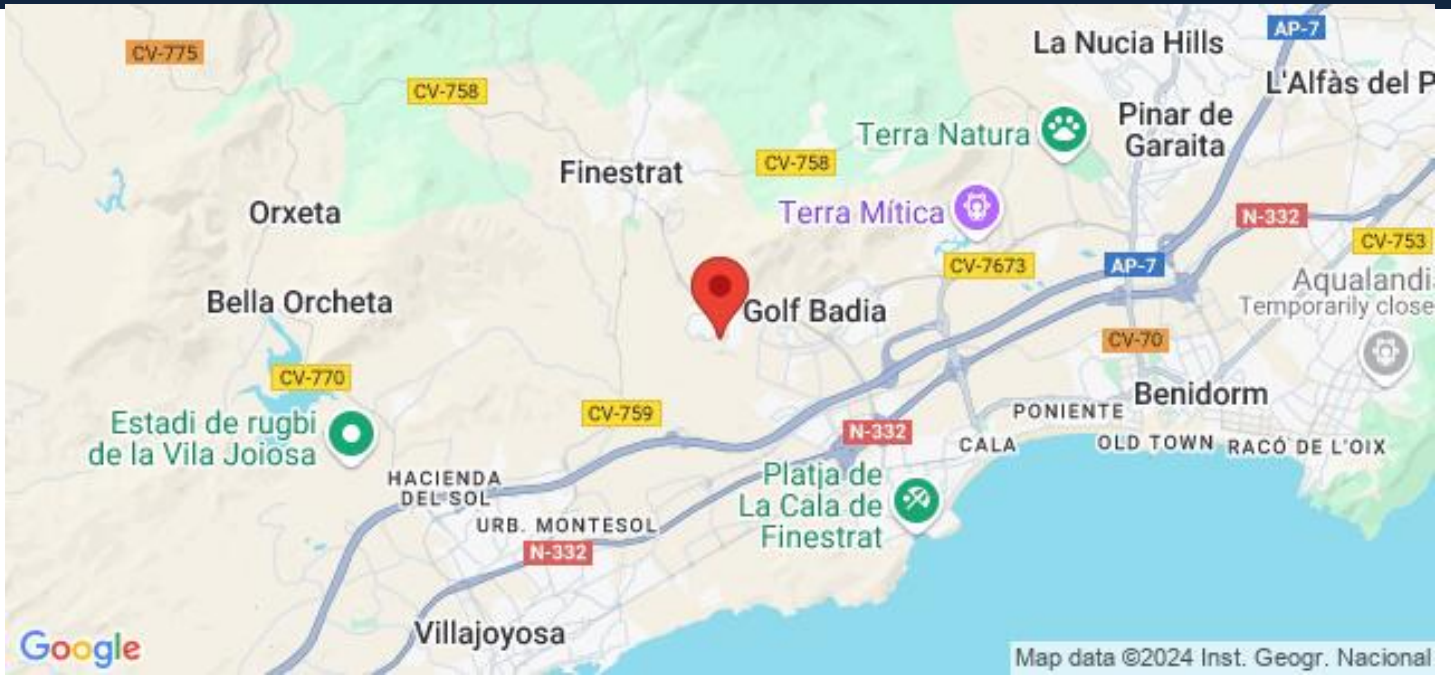 AP-7
La Nucia Hills
CV-775
L'Alfàs del P
CV-758
Pinar de
Garaita
Terra Natura
Finestrat
CV-758
Orxeta
Terra Mítica
N-332
CV-753
CV-7673
AP-7
Aqualandi
Temporarily close
Bella Orcheta
Golf Badia
CV-70
CV-770
Benidorm
CV-759
PONIENTE
Estadi de rugbi
de la Vila Joiosa
N-332
CALA
OLD TOWN
RACÓ DE L'OIX
HACIENDA
DEL SOL
Platja de
La Cala de
Finestrat
URB. MONTESOL
N-332
Villajoyosa
Google
Map data ©2024 Inst. Geogr. Nacional